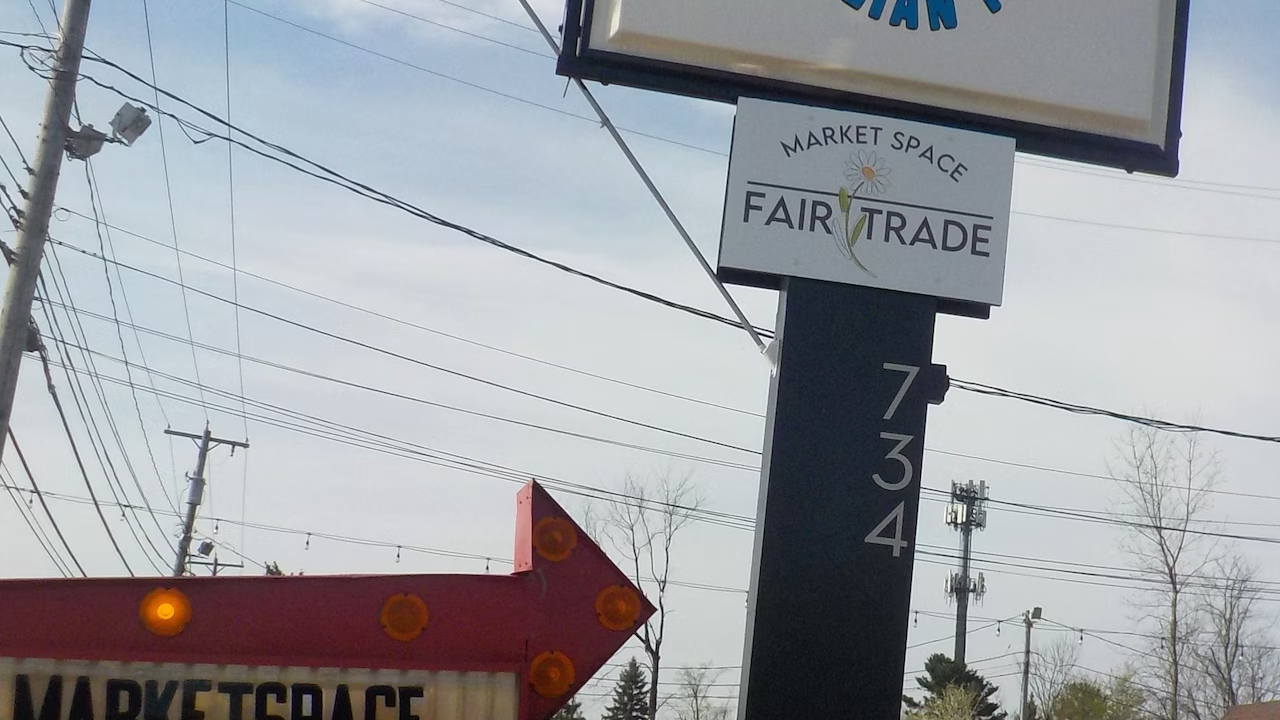 MARKET SPACE
FAIR TRADE
7
3
4
MARKETSPACE